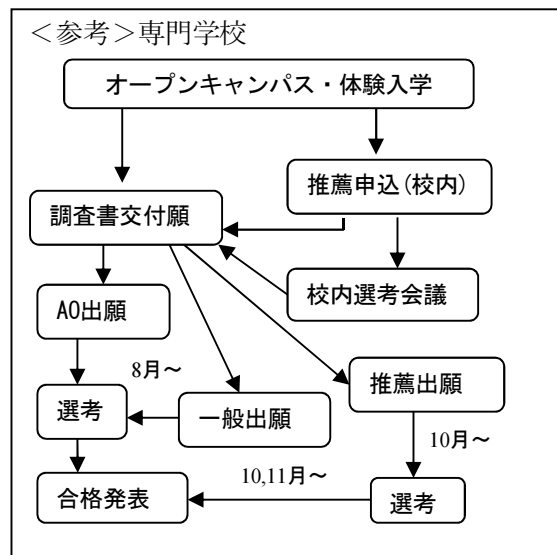 <参考>専門学校
オープンキャンパス・体験入学
推薦申込(校内)
調査書交付願
校内選考会議
AO出願
8月～
推薦出願
選考
一般出願
10月～
10,11月～
合格発表
選考